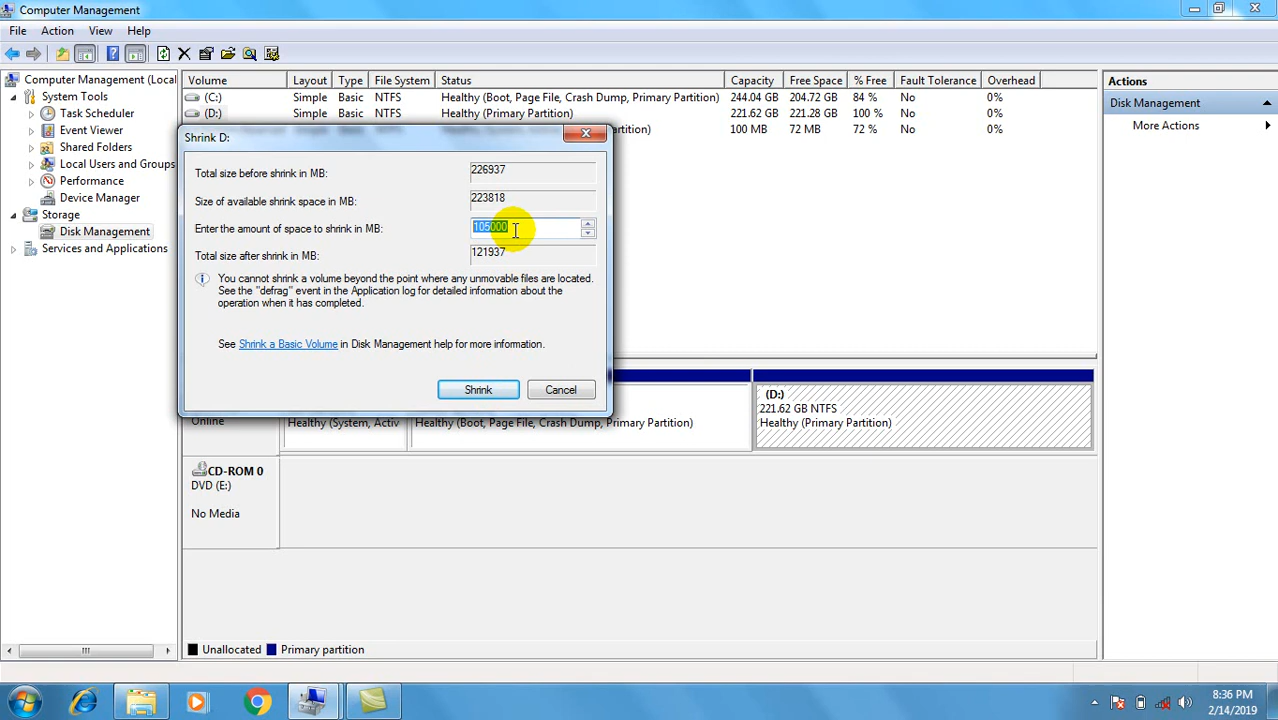 Computer Management
File Action View Help
Computer Management (Local
System Tools
Task Scheduler
Event Viewer
Shared Folders
Local Users and Groups
Performance
Device Manager
Storage
Disk Management
Services and Applications
Volume Layout Type File System Status Capacity Free Space % Free Fault Tolerance Overhead
(C:) Simple Basic NTFS Healthy (Boot, Page File, Crash Dump, Primary Partition) 244.04 GB 204.72 GB 84 % No 0%
(D:) Simple Basic NTFS Healthy (Primary Partition) 221.62 GB 221.28 GB 100 % No 0%
100 MB 72 MB 72 % No 0%
Shrink D:
Total size before shrink in MB: 226937
Size of available shrink space in MB: 223818
Enter the amount of space to shrink in MB: 105000
Total size after shrink in MB: 121937
You cannot shrink a volume beyond the point where any unmovable files are located.
See the "defrag" event in the Application log for detailed information about the
operation when it has completed.
See Shrink a Basic Volume in Disk Management help for more information.
Shrink Cancel
Online
Healthy (System, Activ
Healthy (Boot, Page File, Crash Dump, Primary Partition)
(D:)
221.62 GB NTFS
Healthy (Primary Partition)
CD-ROM 0
DVD (E:)
No Media
Unallocated Primary partition
Actions
Disk Management
More Actions
8:36 PM
2/14/2019